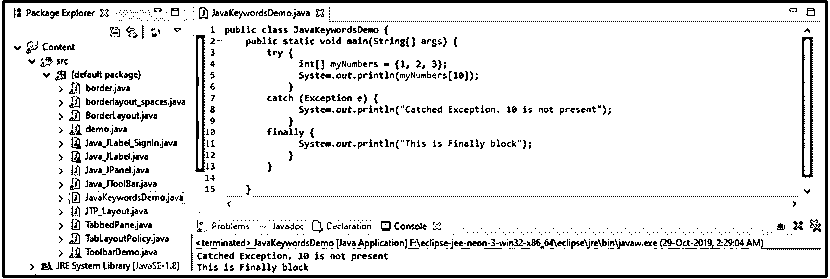 Package Explorer
Content
src
(default package)
border.java
borderlayout_spaces.java
BorderLayout.java
demo.java
Java_JLabel_SignIn.java
Java_JLabel.java
Java_JPanel.java
Java_JToolBar.java
JavaKeywordsDemo.java
JTP_Layout.java
TabbedPane.java
TabLayoutPolicy.java
ToolbarDemo.java
JRE System Library [JavaSE-1.8]
JavaKeywordsDemo.java
1 public class JavaKeywordsDemo {
2 public static void main(String[] args) {
3 try {
4 int[] myNumbers = {1, 2, 3};
5 System.out.println(myNumbers[10]);
6 }
7 catch (Exception e) {
8 System.out.println("Catched Exception. 10 is not present");
9 }
10 finally {
11 System.out.println("This is Finally block");
12 }
13 }
14
15 }
Problems Javadoc Declaration Console
<terminated> JavaKeywordsDemo [Java Application] F:\eclipse-jee-neon-3-win32-x86_64\eclipse\jre\bin\javaw.exe (29-Oct-2019, 2:29:04 AM)
Catched Exception. 10 is not present
This is Finally block